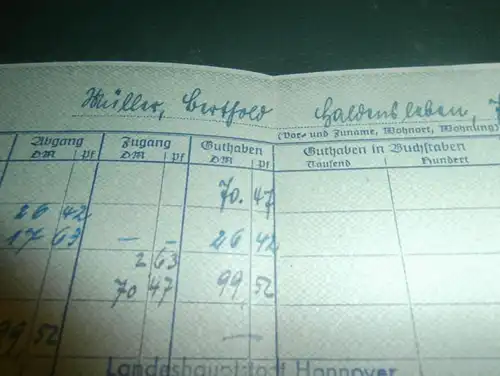 Müller, Berthold Haldensleben,
(Vor- und Zuname, Wohnort, Wohnung
Abgang Zugang Guthaben Guthaben in Buchstaben
DM Pf DM Pf DM Pf Tausend Hundert
70. 47
26 42
17 63 — — 26 42
2 63
70 47 99 52
99 52 —
Landeshauptstadt Hannover